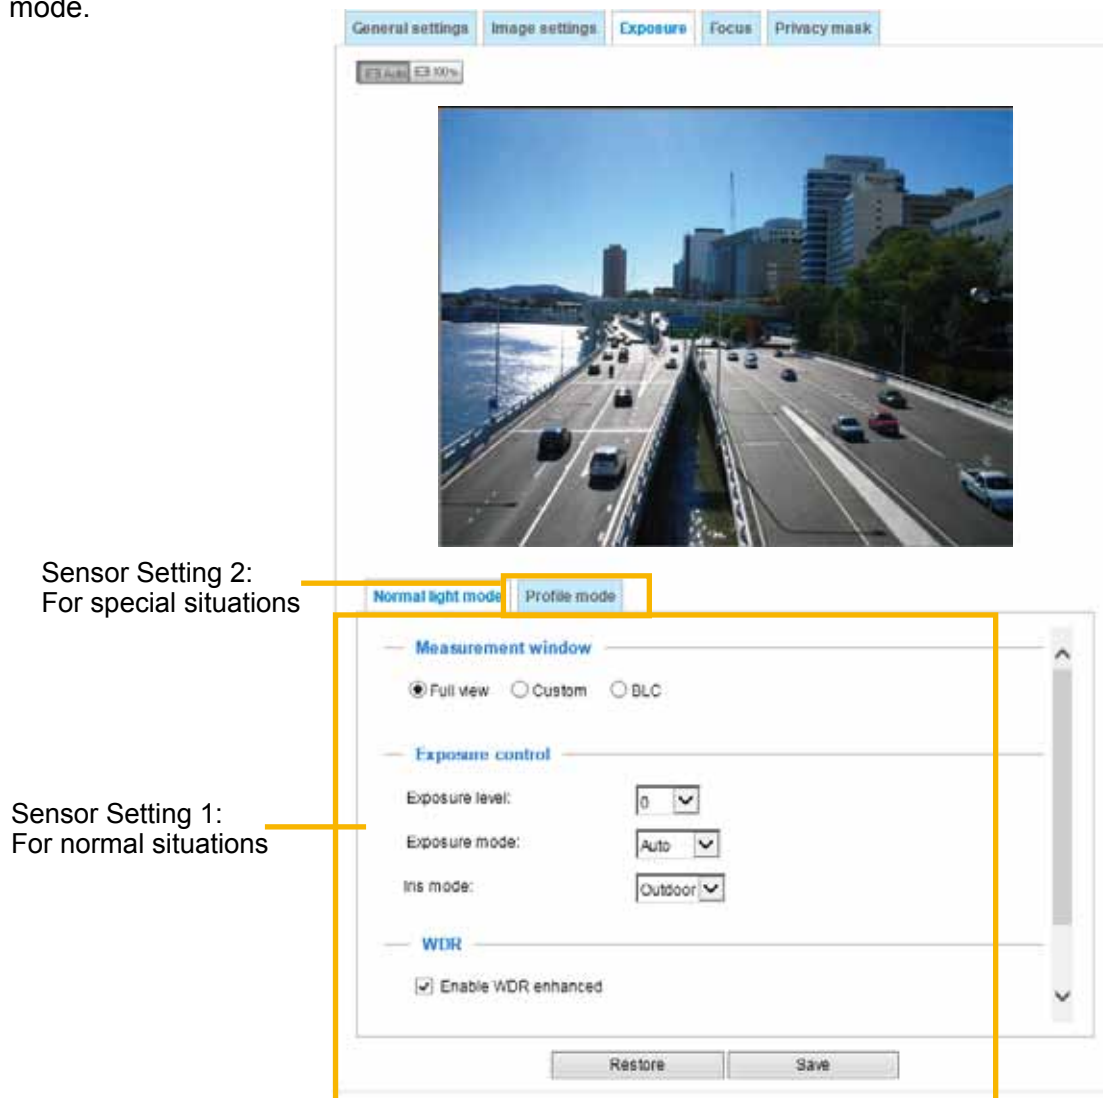 mode.
General settings Image settings Exposure Focus Privacy mask
Auto 100%
Sensor Setting 2:
For special situations
Normal light mode Profile mode
Measurement window
Full view Custom BLC
Exposure control
Exposure level: 0
Sensor Setting 1:
For normal situations
Exposure mode: Auto
Iris mode: Outdoor
WDR
Enable WDR enhanced
Restore Save